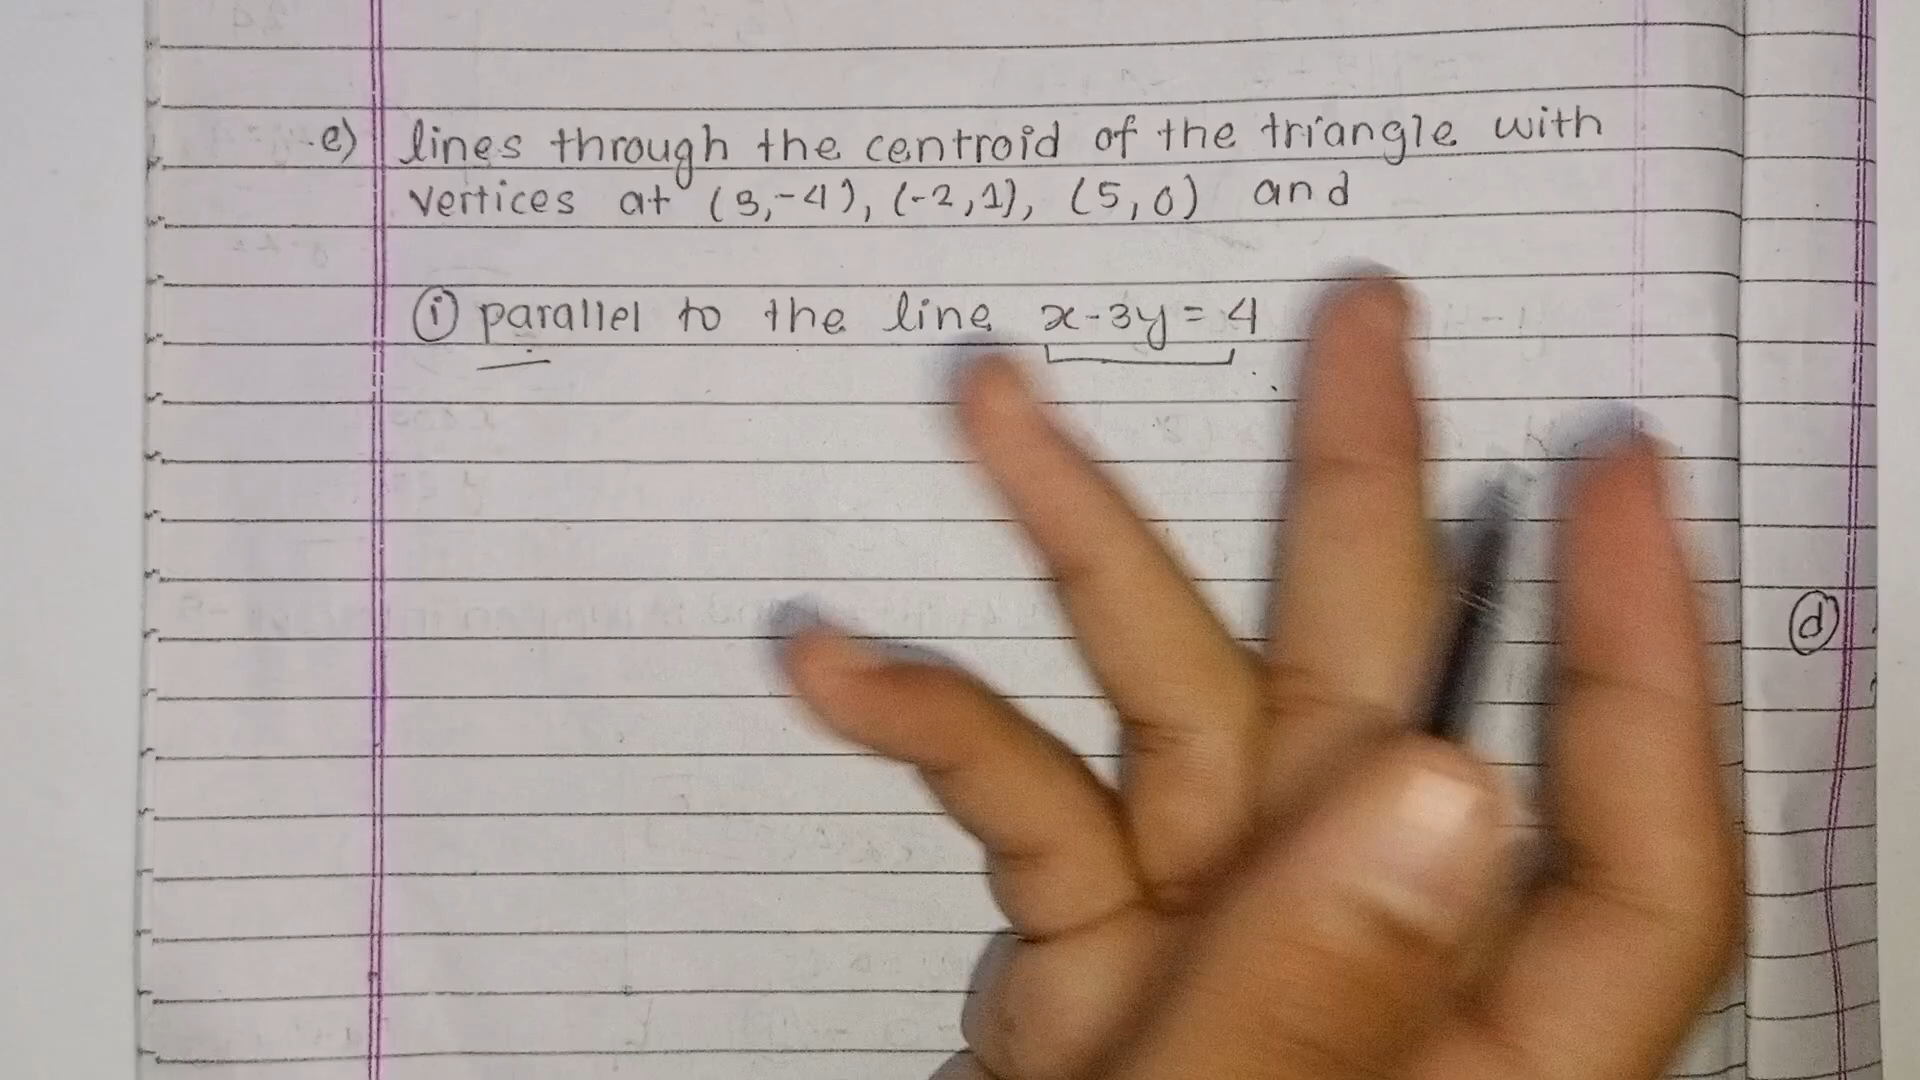 e) lines through the centroid of the triangle with
vertices at (3,-4), (-2,1), (5,0) and
(i) parallel to the line x-3y=4
(d)